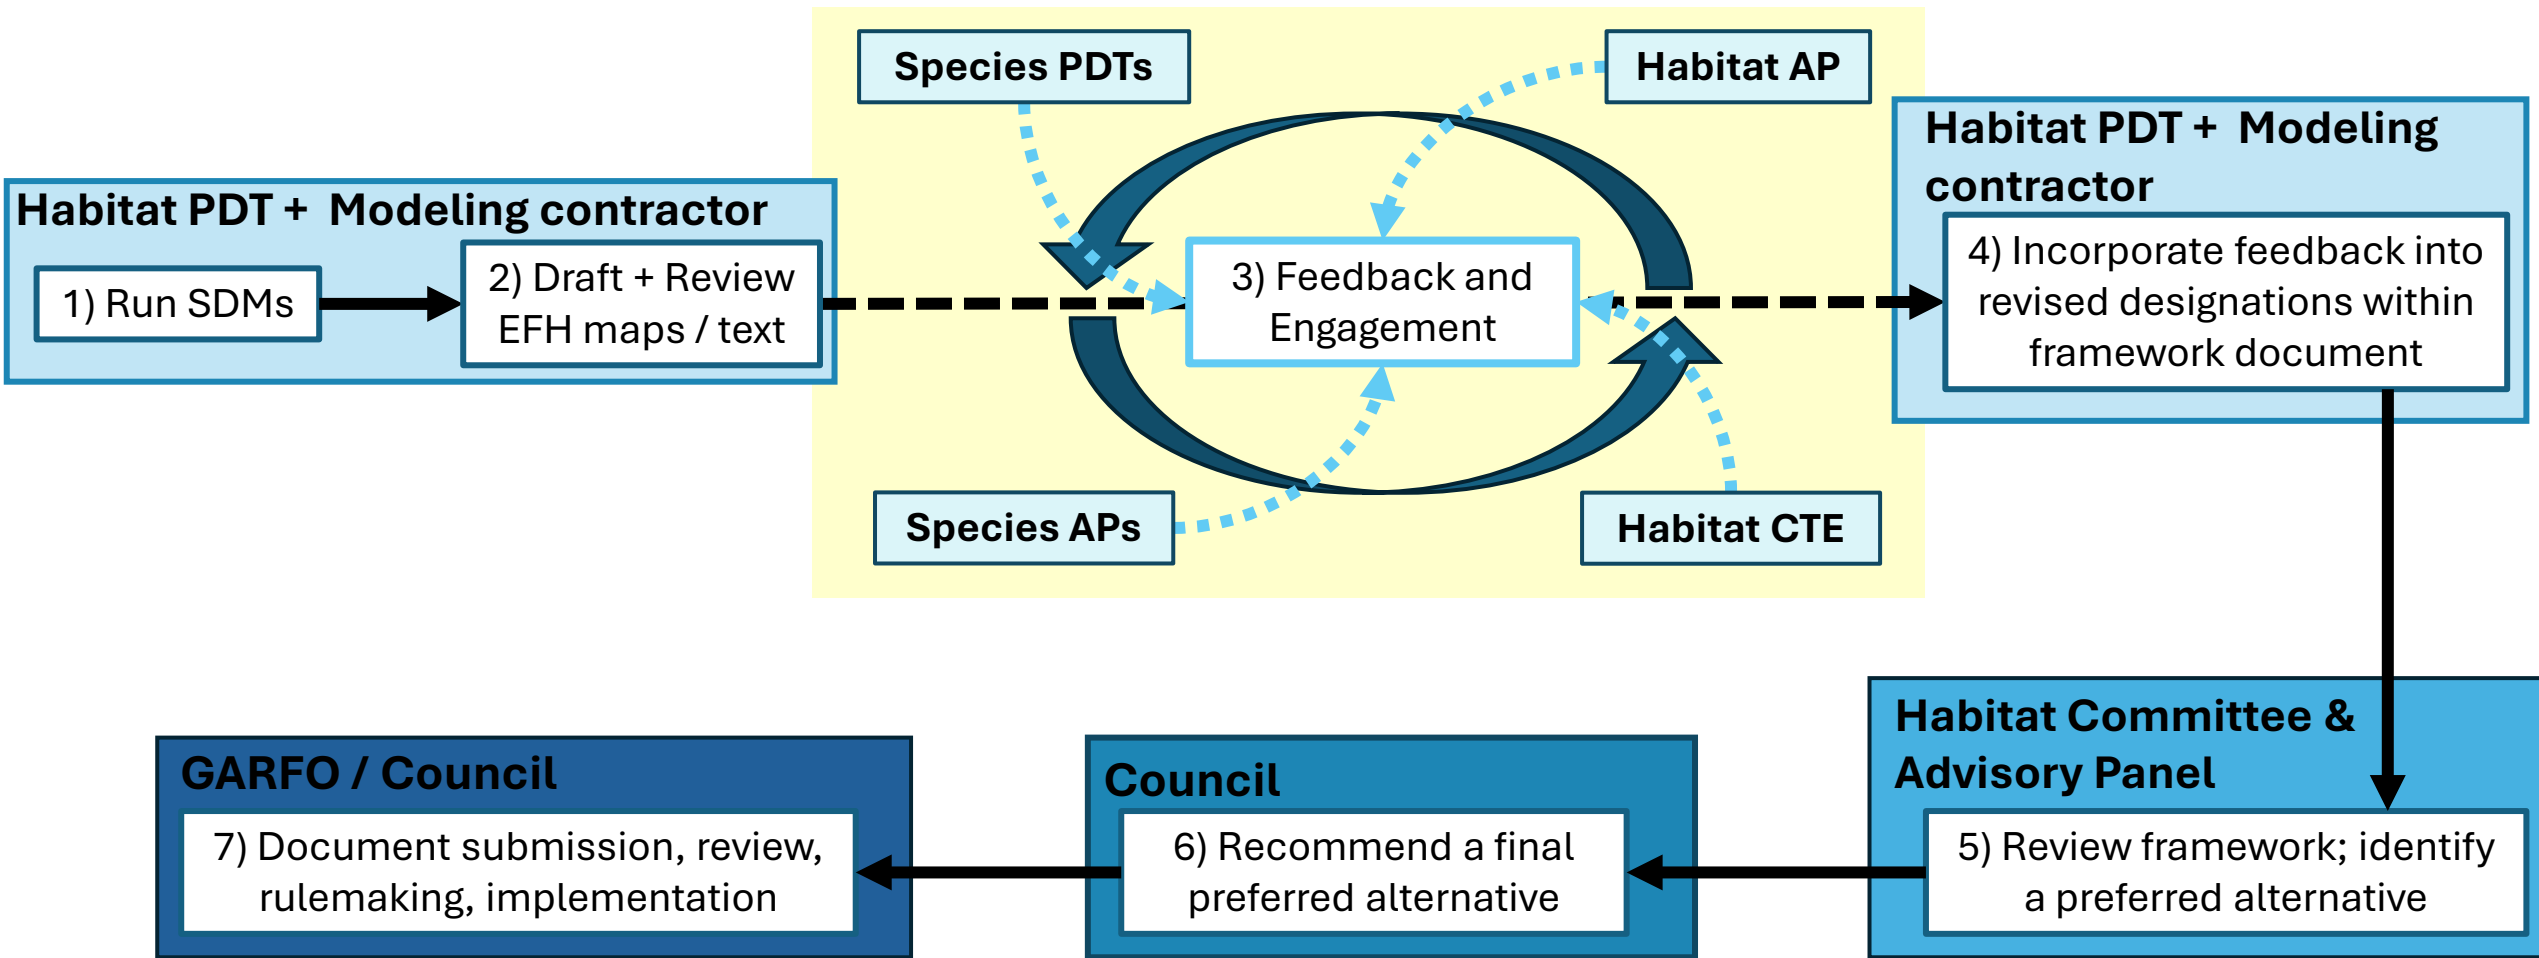 Species PDTs
Habitat AP
Habitat PDT + Modeling contractor
1) Run SDMs
2) Draft + Review
EFH maps / text
3) Feedback and
Engagement
Species APs
Habitat CTE
Habitat PDT + Modeling
contractor
4) Incorporate feedback into
revised designations within
framework document
Habitat Committee &
Advisory Panel
5) Review framework; identify
a preferred alternative
Council
6) Recommend a final
preferred alternative
GARFO / Council
7) Document submission, review,
rulemaking, implementation